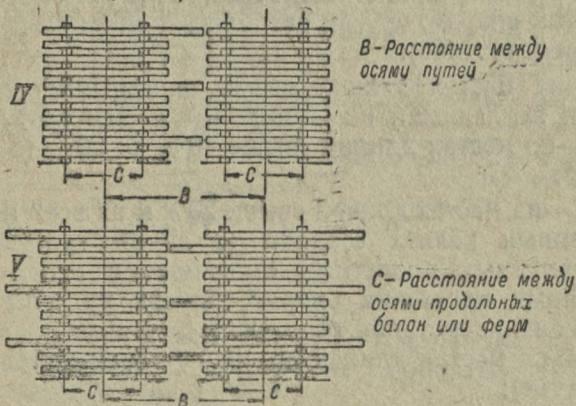 В-Расстояние между
осями путей
IV
С С
В
V
С-Расстояние между
осями продольных
балок или ферм
С С
В